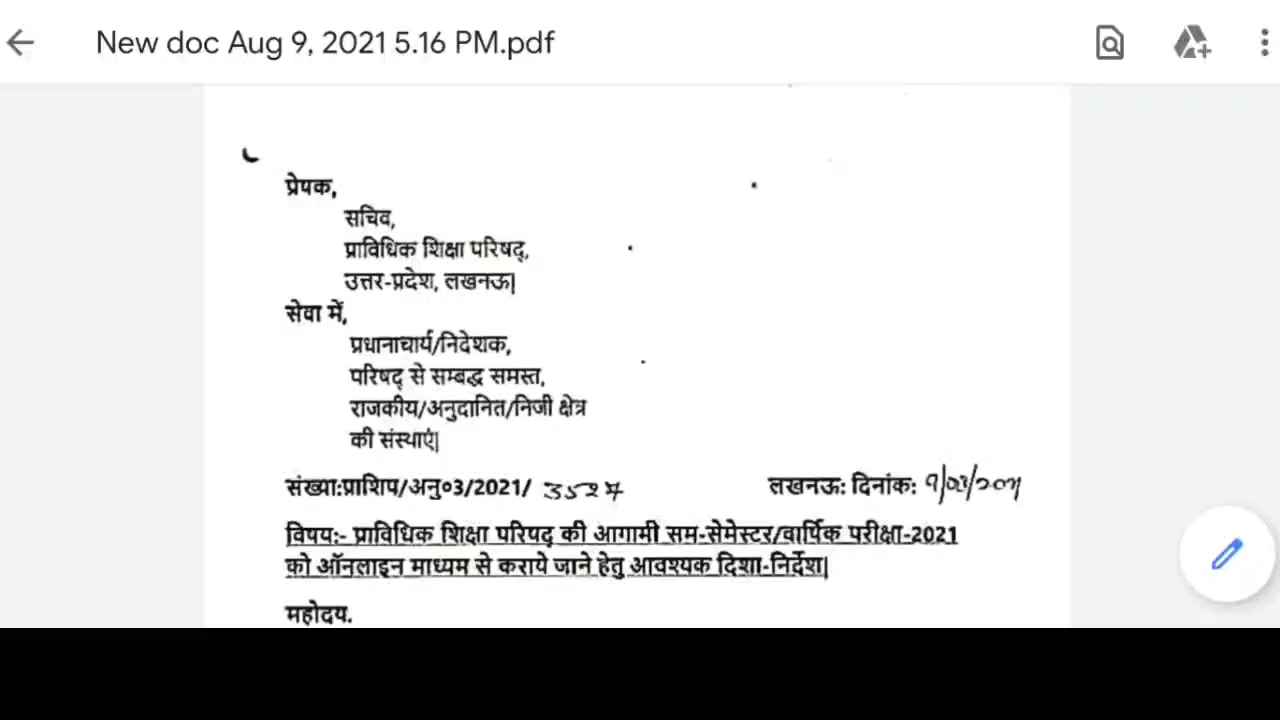 New doc Aug 9, 2021 5.16 PM.pdf
प्रेषक,
सचिव,
प्राविधिक शिक्षा परिषद्,
उत्तर-प्रदेश, लखनऊ|
सेवा में,
प्रधानाचार्य/निदेशक,
परिषद् से सम्बद्ध समस्त,
राजकीय/अनुदानित/निजी क्षेत्र
की संस्थाएं|
संख्या:प्राशिप/अनु०3/2021/ लखनऊ: दिनांक:
विषय:- प्राविधिक शिक्षा परिषद् की आगामी सम-सेमेस्टर/वार्षिक परीक्षा-2021
को ऑनलाइन माध्यम से कराये जाने हेतु आवश्यक दिशा-निर्देश|
महोदय.